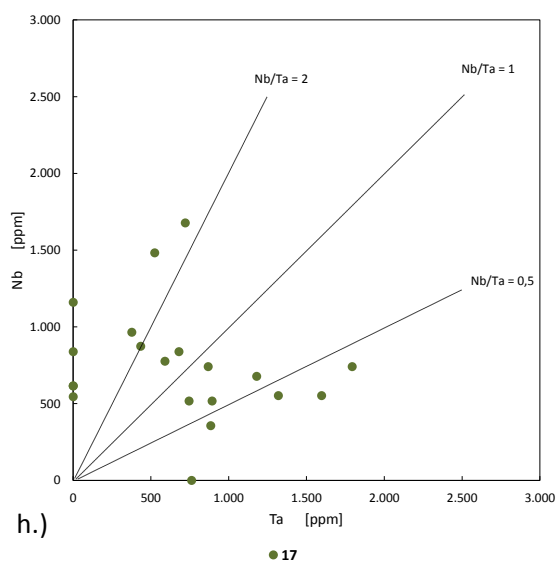 3.000
2.500
2.000
1.500
1.000
500
0
Nb [ppm]
Nb/Ta = 2
Nb/Ta = 1
Nb/Ta = 0,5
0 500 1.000 1.500 2.000 2.500 3.000
Ta [ppm]
h.)
17